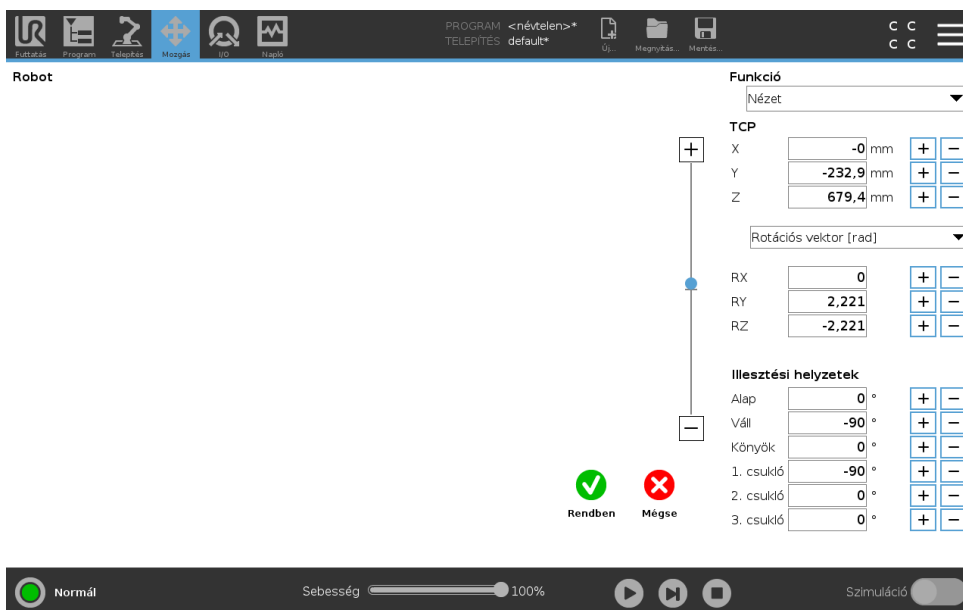 UR
PROGRAM <névtelen>*
TELEPÍTÉS default*
C C
C C
Futtatás Program Telepítés Mozgás I/O Napló Új... Megnyitás... Mentés...
Robot
Funkció
Nézet
TCP
X -0 mm + −
Y -232,9 mm + −
Z 679,4 mm + −
Rotációs vektor [rad]
RX 0 + −
RY 2,221 + −
RZ -2,221 + −
Illesztési helyzetek
Alap 0 ° + −
Váll -90 ° + −
Könyök 0 ° + −
1. csukló -90 ° + −
2. csukló 0 ° + −
3. csukló 0 ° + −
+
−
Rendben Mégse
Normál Sebesség 100% Szimuláció